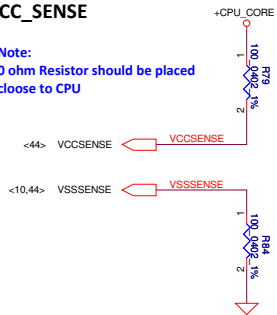 CC_SENSE
+CPU_CORE
Note:
0 ohm Resistor should be placed
cloose to CPU
1
100_0402_1%
R79
2
<44> VCCSENSE
VCCSENSE
<10,44> VSSSENSE
VSSSENSE
1
100_0402_1%
R84
2